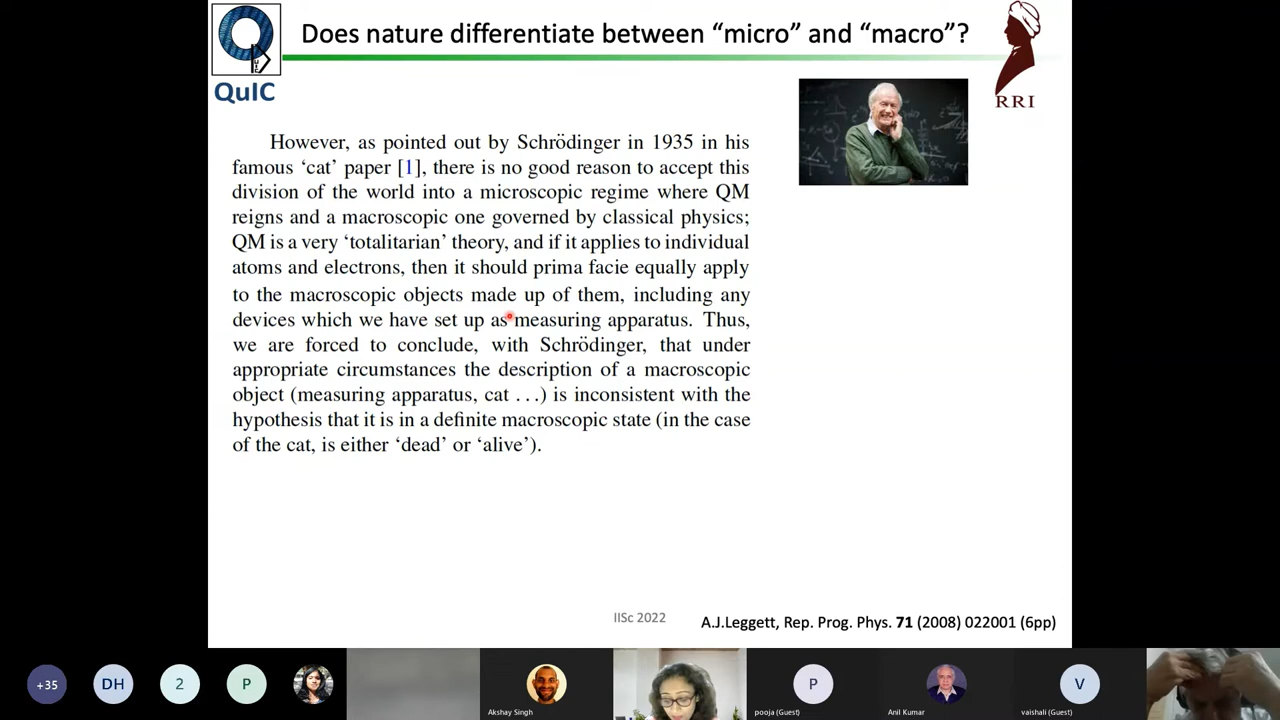 Does nature differentiate between “micro” and “macro”?
QuIC
RRI
However, as pointed out by Schrödinger in 1935 in his
famous ‘cat’ paper [1], there is no good reason to accept this
division of the world into a microscopic regime where QM
reigns and a macroscopic one governed by classical physics;
QM is a very ‘totalitarian’ theory, and if it applies to individual
atoms and electrons, then it should prima facie equally apply
to the macroscopic objects made up of them, including any
devices which we have set up as measuring apparatus. Thus,
we are forced to conclude, with Schrödinger, that under
appropriate circumstances the description of a macroscopic
object (measuring apparatus, cat . . .) is inconsistent with the
hypothesis that it is in a definite macroscopic state (in the case
of the cat, is either ‘dead’ or ‘alive’).
IISc 2022
A.J.Leggett, Rep. Prog. Phys. 71 (2008) 022001 (6pp)
+35
DH
2
P
Akshay Singh
P
pooja (Guest)
Anil Kumar
V
vaishali (Guest)